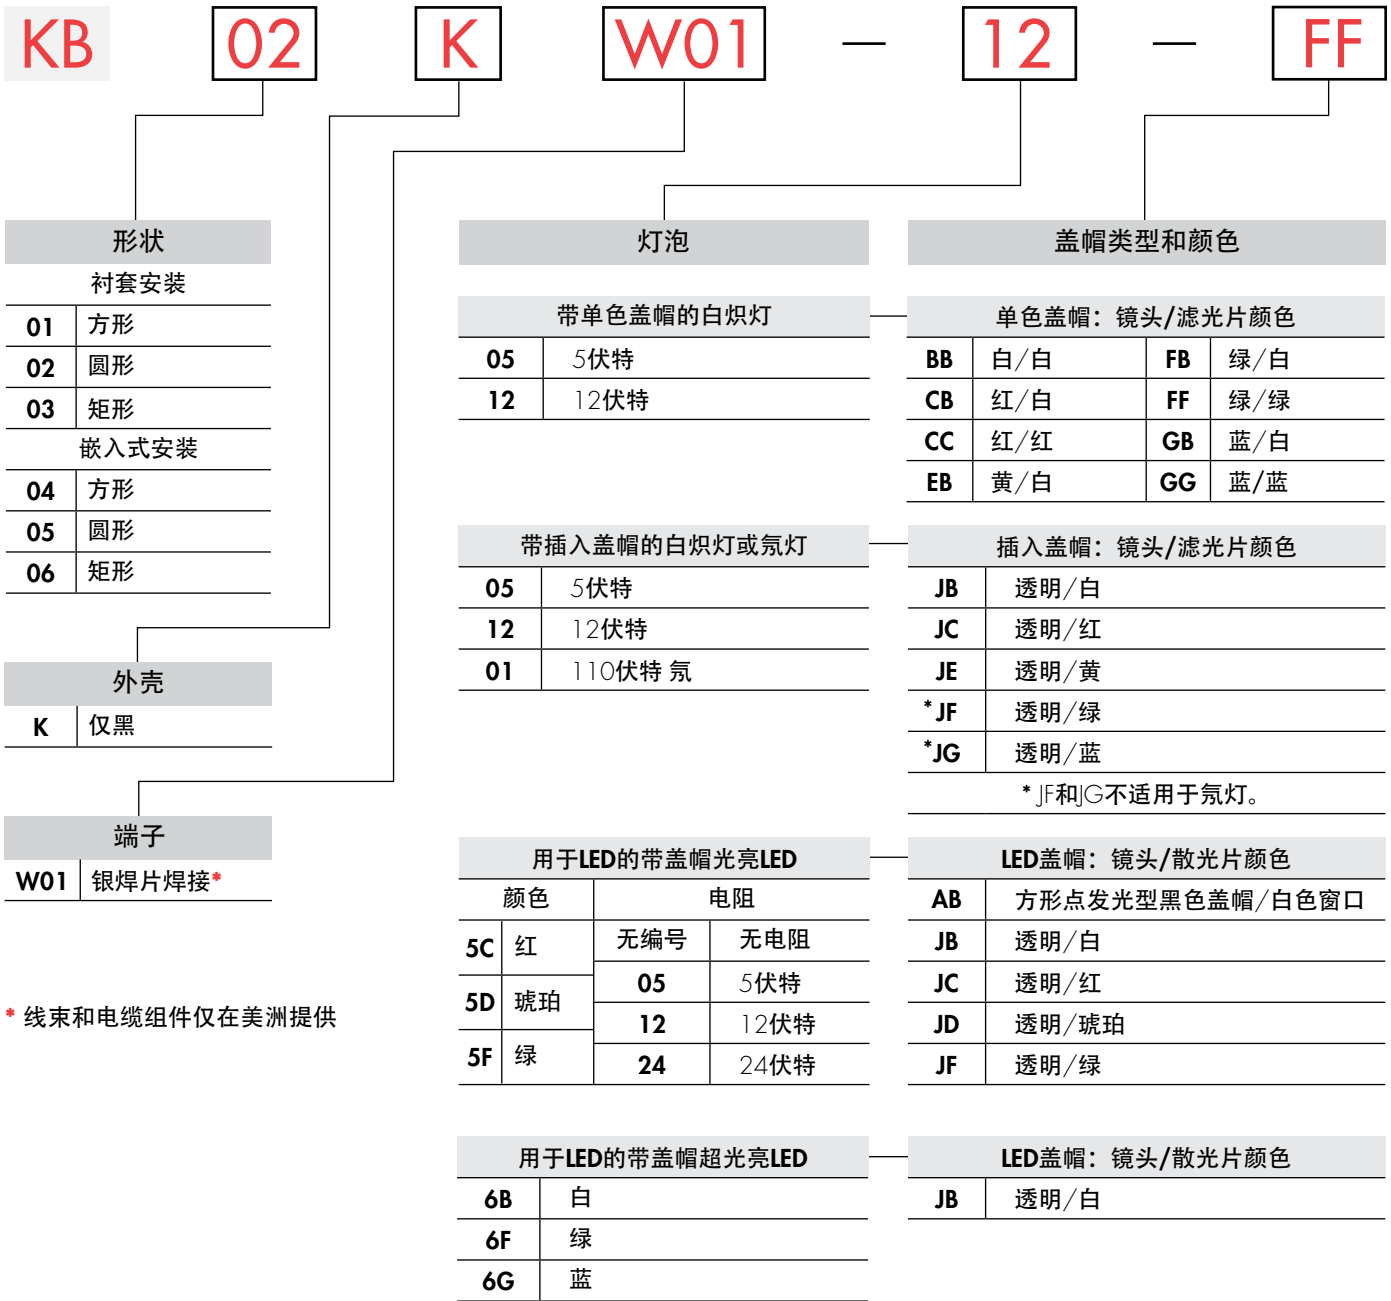 KB 02 K W01 — 12 — FF
形状
衬套安装
01 方形
02 圆形
03 矩形
嵌入式安装
04 方形
05 圆形
06 矩形
外壳
K 仅黑
端子
W01 银焊片焊接*
* 线束和电缆组件仅在美洲提供
灯泡
带单色盖帽的白炽灯
05 5伏特
12 12伏特
带插入盖帽的白炽灯或氖灯
05 5伏特
12 12伏特
01 110伏特 氖
用于LED的带盖帽光亮LED
颜色 电阻
5C 红
5D 琥珀
5F 绿
无编号 无电阻
05 5伏特
12 12伏特
24 24伏特
用于LED的带盖帽超光亮LED
6B 白
6F 绿
6G 蓝
盖帽类型和颜色
单色盖帽：镜头/滤光片颜色
BB 白/白 FB 绿/白
CB 红/白 FF 绿/绿
CC 红/红 GB 蓝/白
EB 黄/白 GG 蓝/蓝
插入盖帽：镜头/滤光片颜色
JB 透明/白
JC 透明/红
JE 透明/黄
*JF 透明/绿
*JG 透明/蓝
* JF和JG不适用于氖灯。
LED盖帽：镜头/散光片颜色
AB 方形点发光型黑色盖帽/白色窗口
JB 透明/白
JC 透明/红
JD 透明/琥珀
JF 透明/绿
LED盖帽：镜头/散光片颜色
JB 透明/白